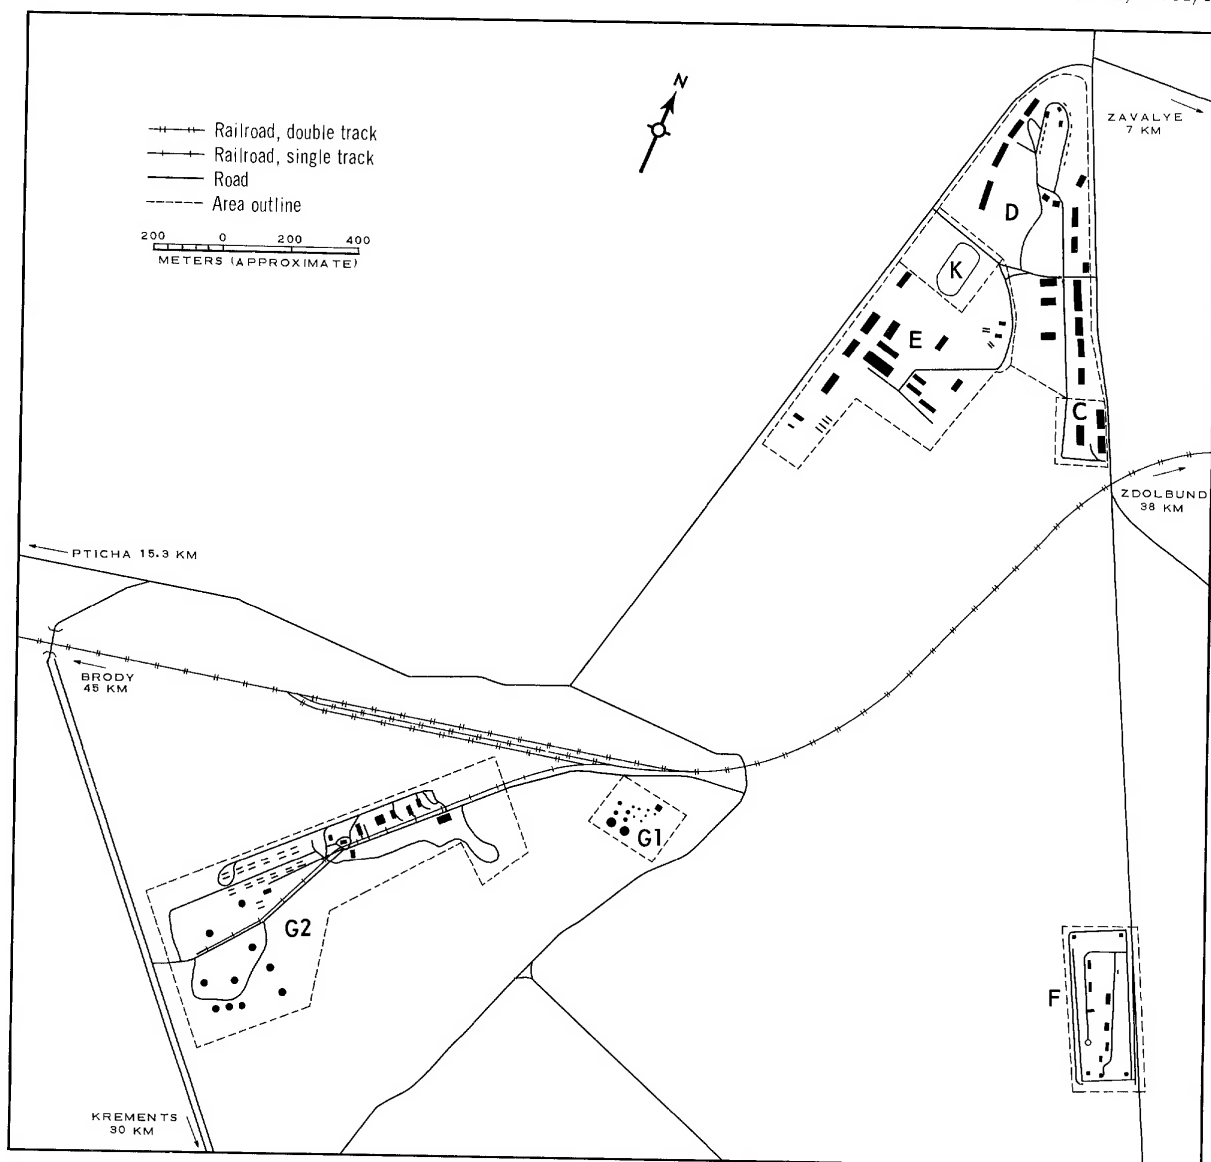 N
Railroad, double track
Railroad, single track
Road
Area outline
200 0 200 400
METERS (APPROXIMATE)
ZAVALYE
7 KM
D
K
E
C
ZDOLBUND
38 KM
PTICHA 15.3 KM
BRODY
45 KM
G1
G2
F
KREMENTS
30 KM